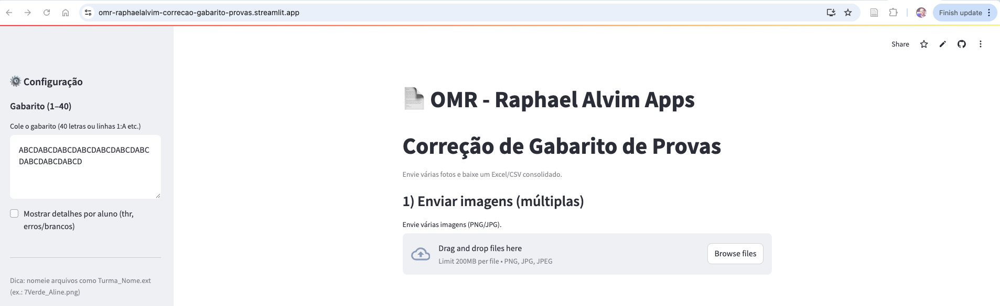 omr-raphaelalvim-correcao-gabarito-provas.streamlit.app
Finish update
Share
Configuração
Gabarito (1–40)
Cole o gabarito (40 letras ou linhas 1:A etc.)
ABCDABCDABCDABCDABCDABCDABC
DABCDABCDABCD
Mostrar detalhes por aluno (thr,
erros/brancos)
Dica: nomeie arquivos como Turma_Nome.ext
(ex.: 7Verde_Aline.png)
OMR - Raphael Alvim Apps
Correção de Gabarito de Provas
Envie várias fotos e baixe um Excel/CSV consolidado.
1) Enviar imagens (múltiplas)
Envie várias imagens (PNG/JPG).
Drag and drop files here
Limit 200MB per file • PNG, JPG, JPEG
Browse files